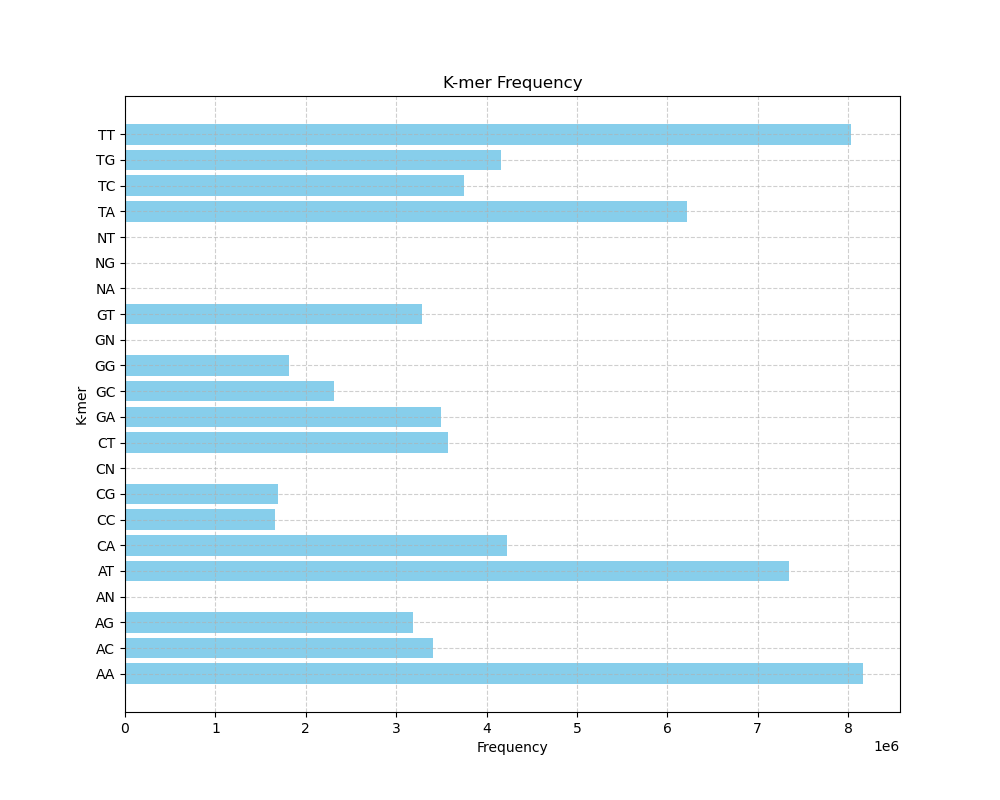 K-mer Frequency
K-mer
TT
TG
TC
TA
NT
NG
NA
GT
GN
GG
GC
GA
CT
CN
CG
CC
CA
AT
AN
AG
AC
AA
0 1 2 3 4 5 6 7 8
1e6
Frequency